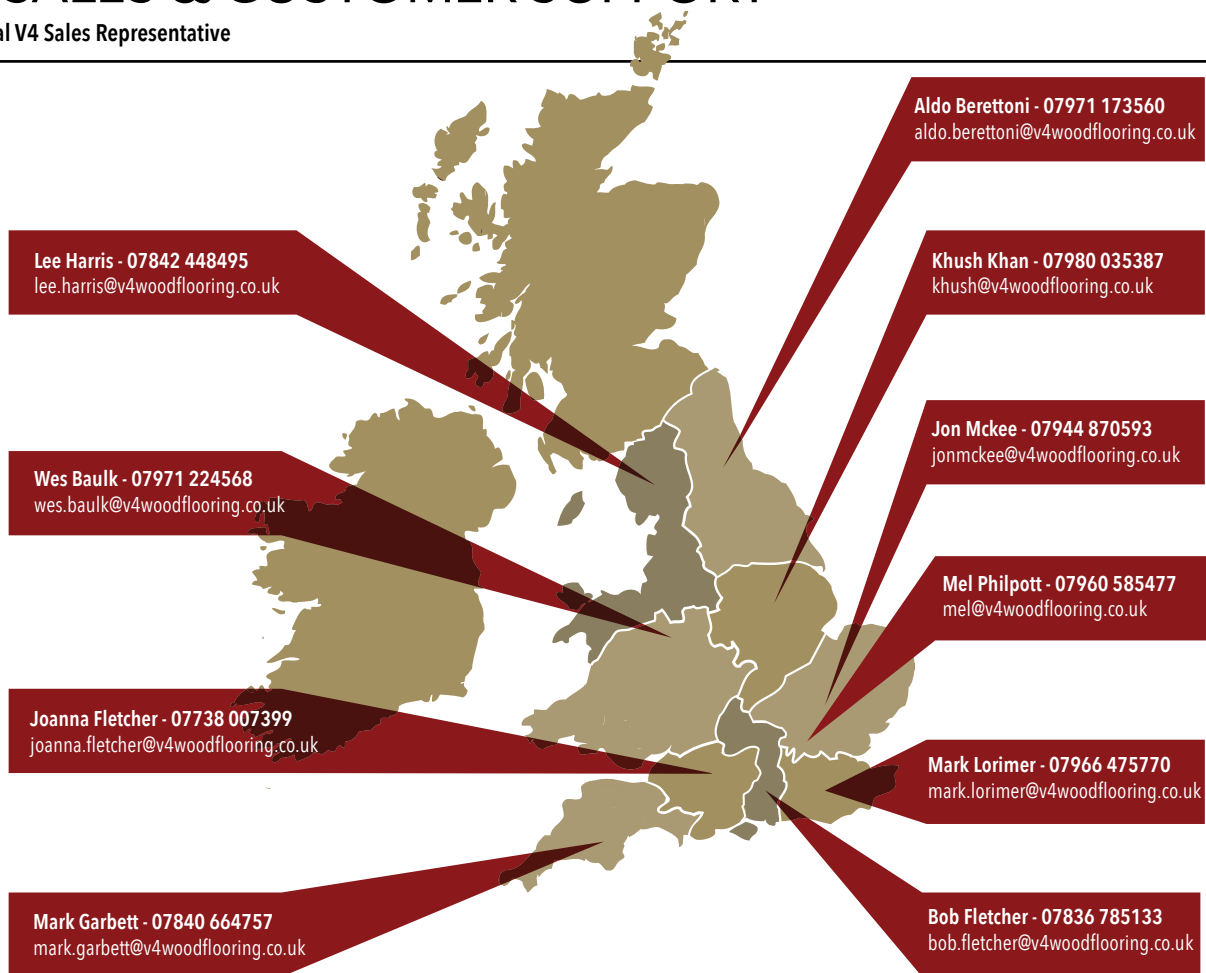 SALES & CUSTOMER SUPPORT
al V4 Sales Representative
Aldo Berettoni - 07971 173560
aldo.berettoni@v4woodflooring.co.uk
Lee Harris - 07842 448495
lee.harris@v4woodflooring.co.uk
Khush Khan - 07980 035387
khush@v4woodflooring.co.uk
Jon Mckee - 07944 870593
jonmckee@v4woodflooring.co.uk
Wes Baulk - 07971 224568
wes.baulk@v4woodflooring.co.uk
Mel Philpott - 07960 585477
mel@v4woodflooring.co.uk
Joanna Fletcher - 07738 007399
joanna.fletcher@v4woodflooring.co.uk
Mark Lorimer - 07966 475770
mark.lorimer@v4woodflooring.co.uk
Mark Garbett - 07840 664757
mark.garbett@v4woodflooring.co.uk
Bob Fletcher - 07836 785133
bob.fletcher@v4woodflooring.co.uk